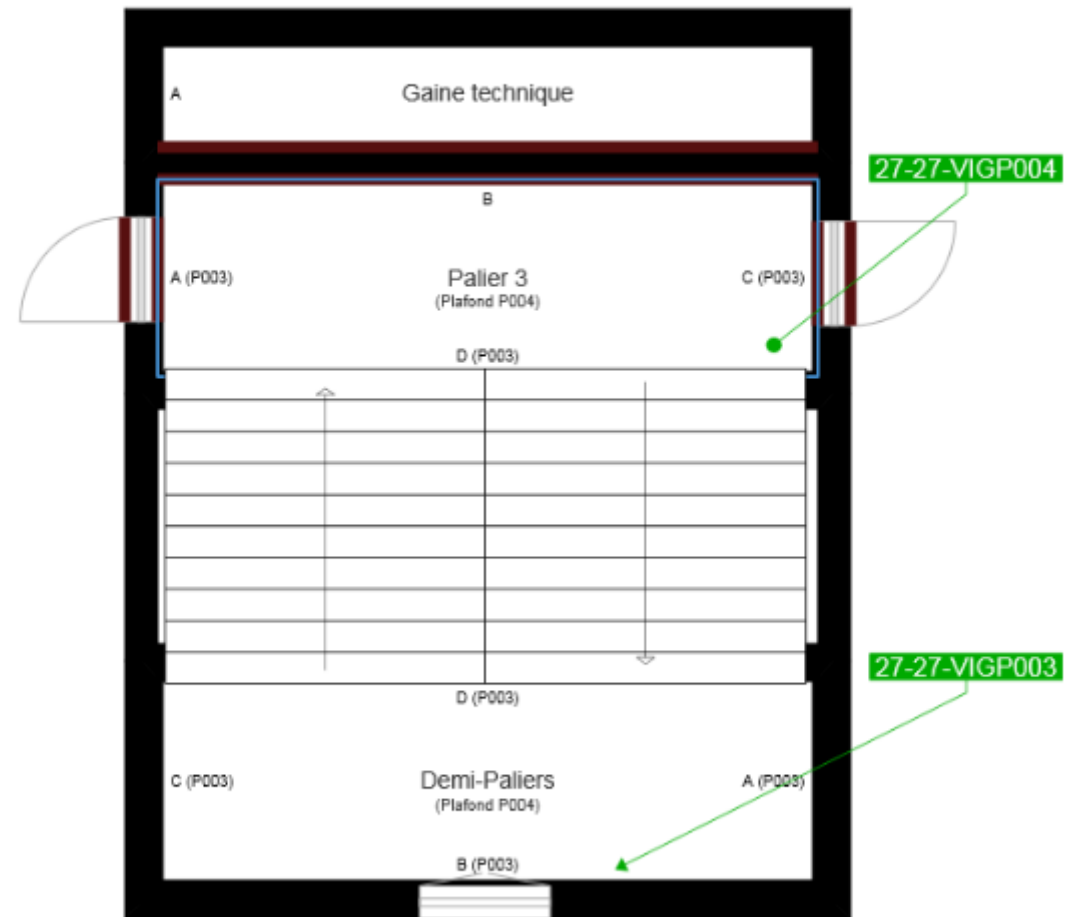 A
Gaine technique
27-27-VIGP004
B
A (P003)
Palier 3
C (P003)
(Plafond P004)
D (P003)
27-27-VIGP003
D (P003)
C (P003)
Demi-Paliers
A (P003)
(Plafond P004)
B (P003)